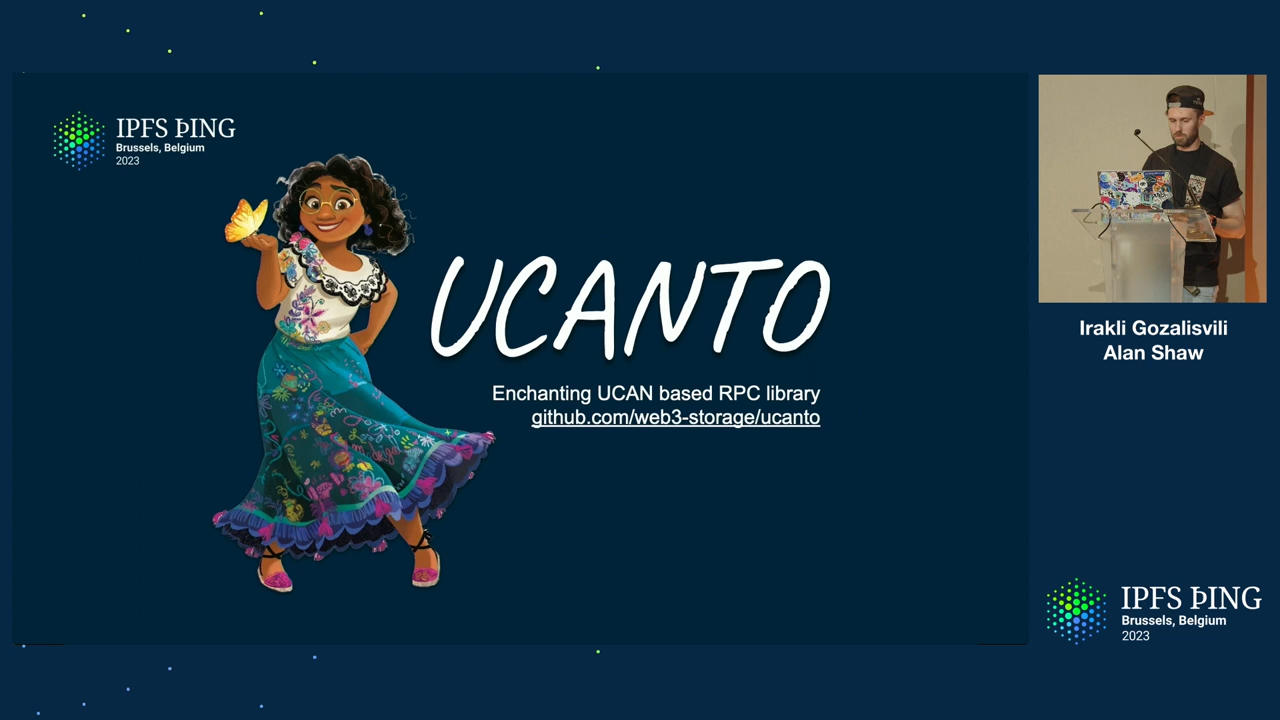 IPFS ÞING
Brussels, Belgium
2023
UCANTO
Enchanting UCAN based RPC library
github.com/web3-storage/ucanto
Irakli Gozalisvili
Alan Shaw
IPFS ÞING
Brussels, Belgium
2023